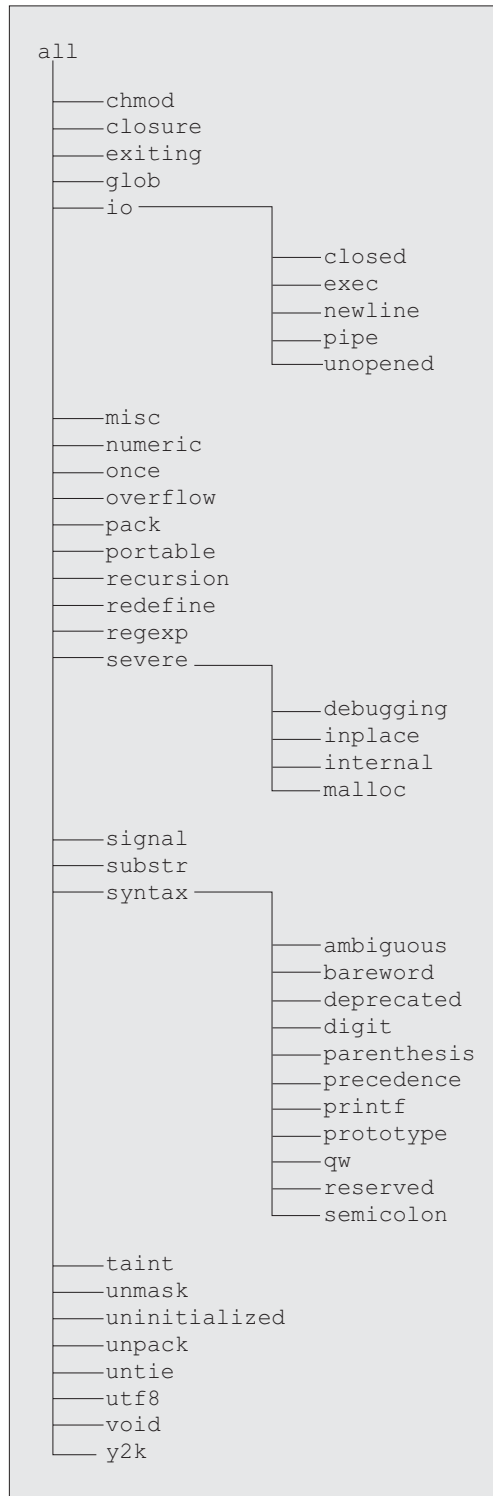 all
chmod
closure
exiting
glob
io
closed
exec
newline
pipe
unopened
misc
numeric
once
overflow
pack
portable
recursion
redefine
regexp
severe
debugging
inplace
internal
malloc
signal
substr
syntax
ambiguous
bareword
deprecated
digit
parenthesis
precedence
printf
prototype
qw
reserved
semicolon
taint
unmask
uninitialized
unpack
untie
utf8
void
y2k